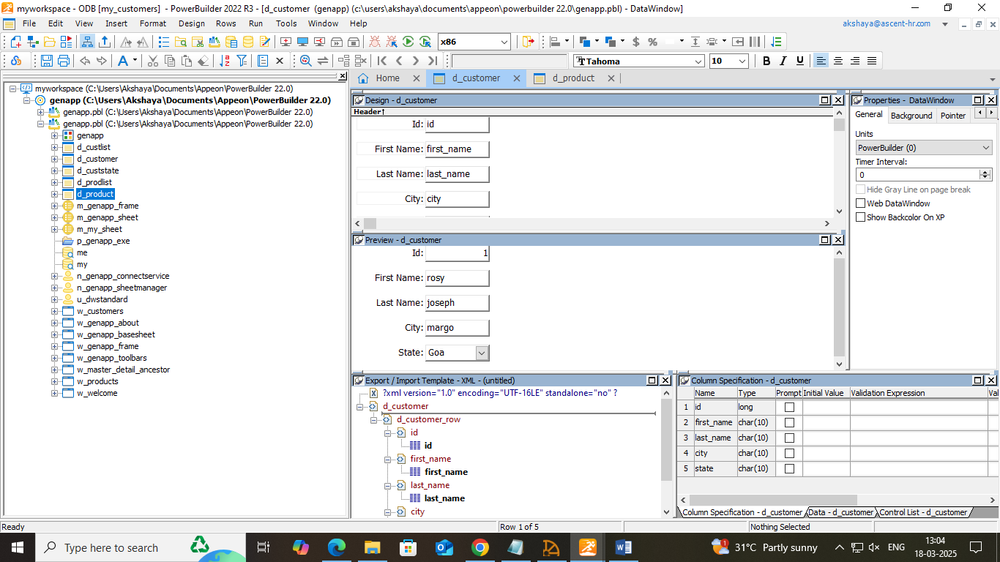 myworkspace - ODB [my_customers]  - PowerBuilder 2022 R3 - [d_customer  (genapp) (c:\users\akshaya\documents\appeon\powerbuilder 22.0\genapp.pbl) - DataWindow]
File Edit View Insert Format Design Rows Run Tools Window Help
akshaya@ascent-hr.com
x86
Tahoma 10 B I U
myworkspace (C:\Users\Akshaya\Documents\Appeon\PowerBuilder 22.0)
genapp (C:\Users\Akshaya\Documents\Appeon\PowerBuilder 22.0)
genapp.pbl (C:\Users\Akshaya\Documents\Appeon\PowerBuilder 22.0)
genapp.pbl (C:\Users\Akshaya\Documents\Appeon\PowerBuilder 22.0)
genapp
d_custlist
d_customer
d_custstate
d_prodlist
d_product
m_genapp_frame
m_genapp_sheet
m_my_sheet
p_genapp_exe
me
my
n_genapp_connectservice
n_genapp_sheetmanager
u_dwstandard
w_customers
w_genapp_about
w_genapp_basesheet
w_genapp_frame
w_genapp_toolbars
w_master_detail_ancestor
w_products
w_welcome
Home d_customer d_product
Design - d_customer
Header↑
Id: id
First Name: first_name
Last Name: last_name
City: city
Preview - d_customer
Id: 1
First Name: rosy
Last Name: joseph
City: margo
State: Goa
Properties - DataWindow
General Background Pointer
Units
PowerBuilder (0)
Timer Interval:
0
Hide Gray Line on page break
Web DataWindow
Show Backcolor On XP
Export / Import Template - XML - (untitled)
?xml version="1.0" encoding="UTF-16LE" standalone="no" ?
d_customer
d_customer_row
id
id
first_name
first_name
last_name
last_name
city
Column Specification - d_customer
Name Type Prompt Initial Value Validation Expression Val
1 id long
2 first_name char(10)
3 last_name char(10)
4 city char(10)
5 state char(10)
Column Specification - d_customer Data - d_customer Control List - d_customer
Ready Row 1 of 5 Nothing Selected
Type here to search
31°C Partly sunny ENG 13:04
18-03-2025